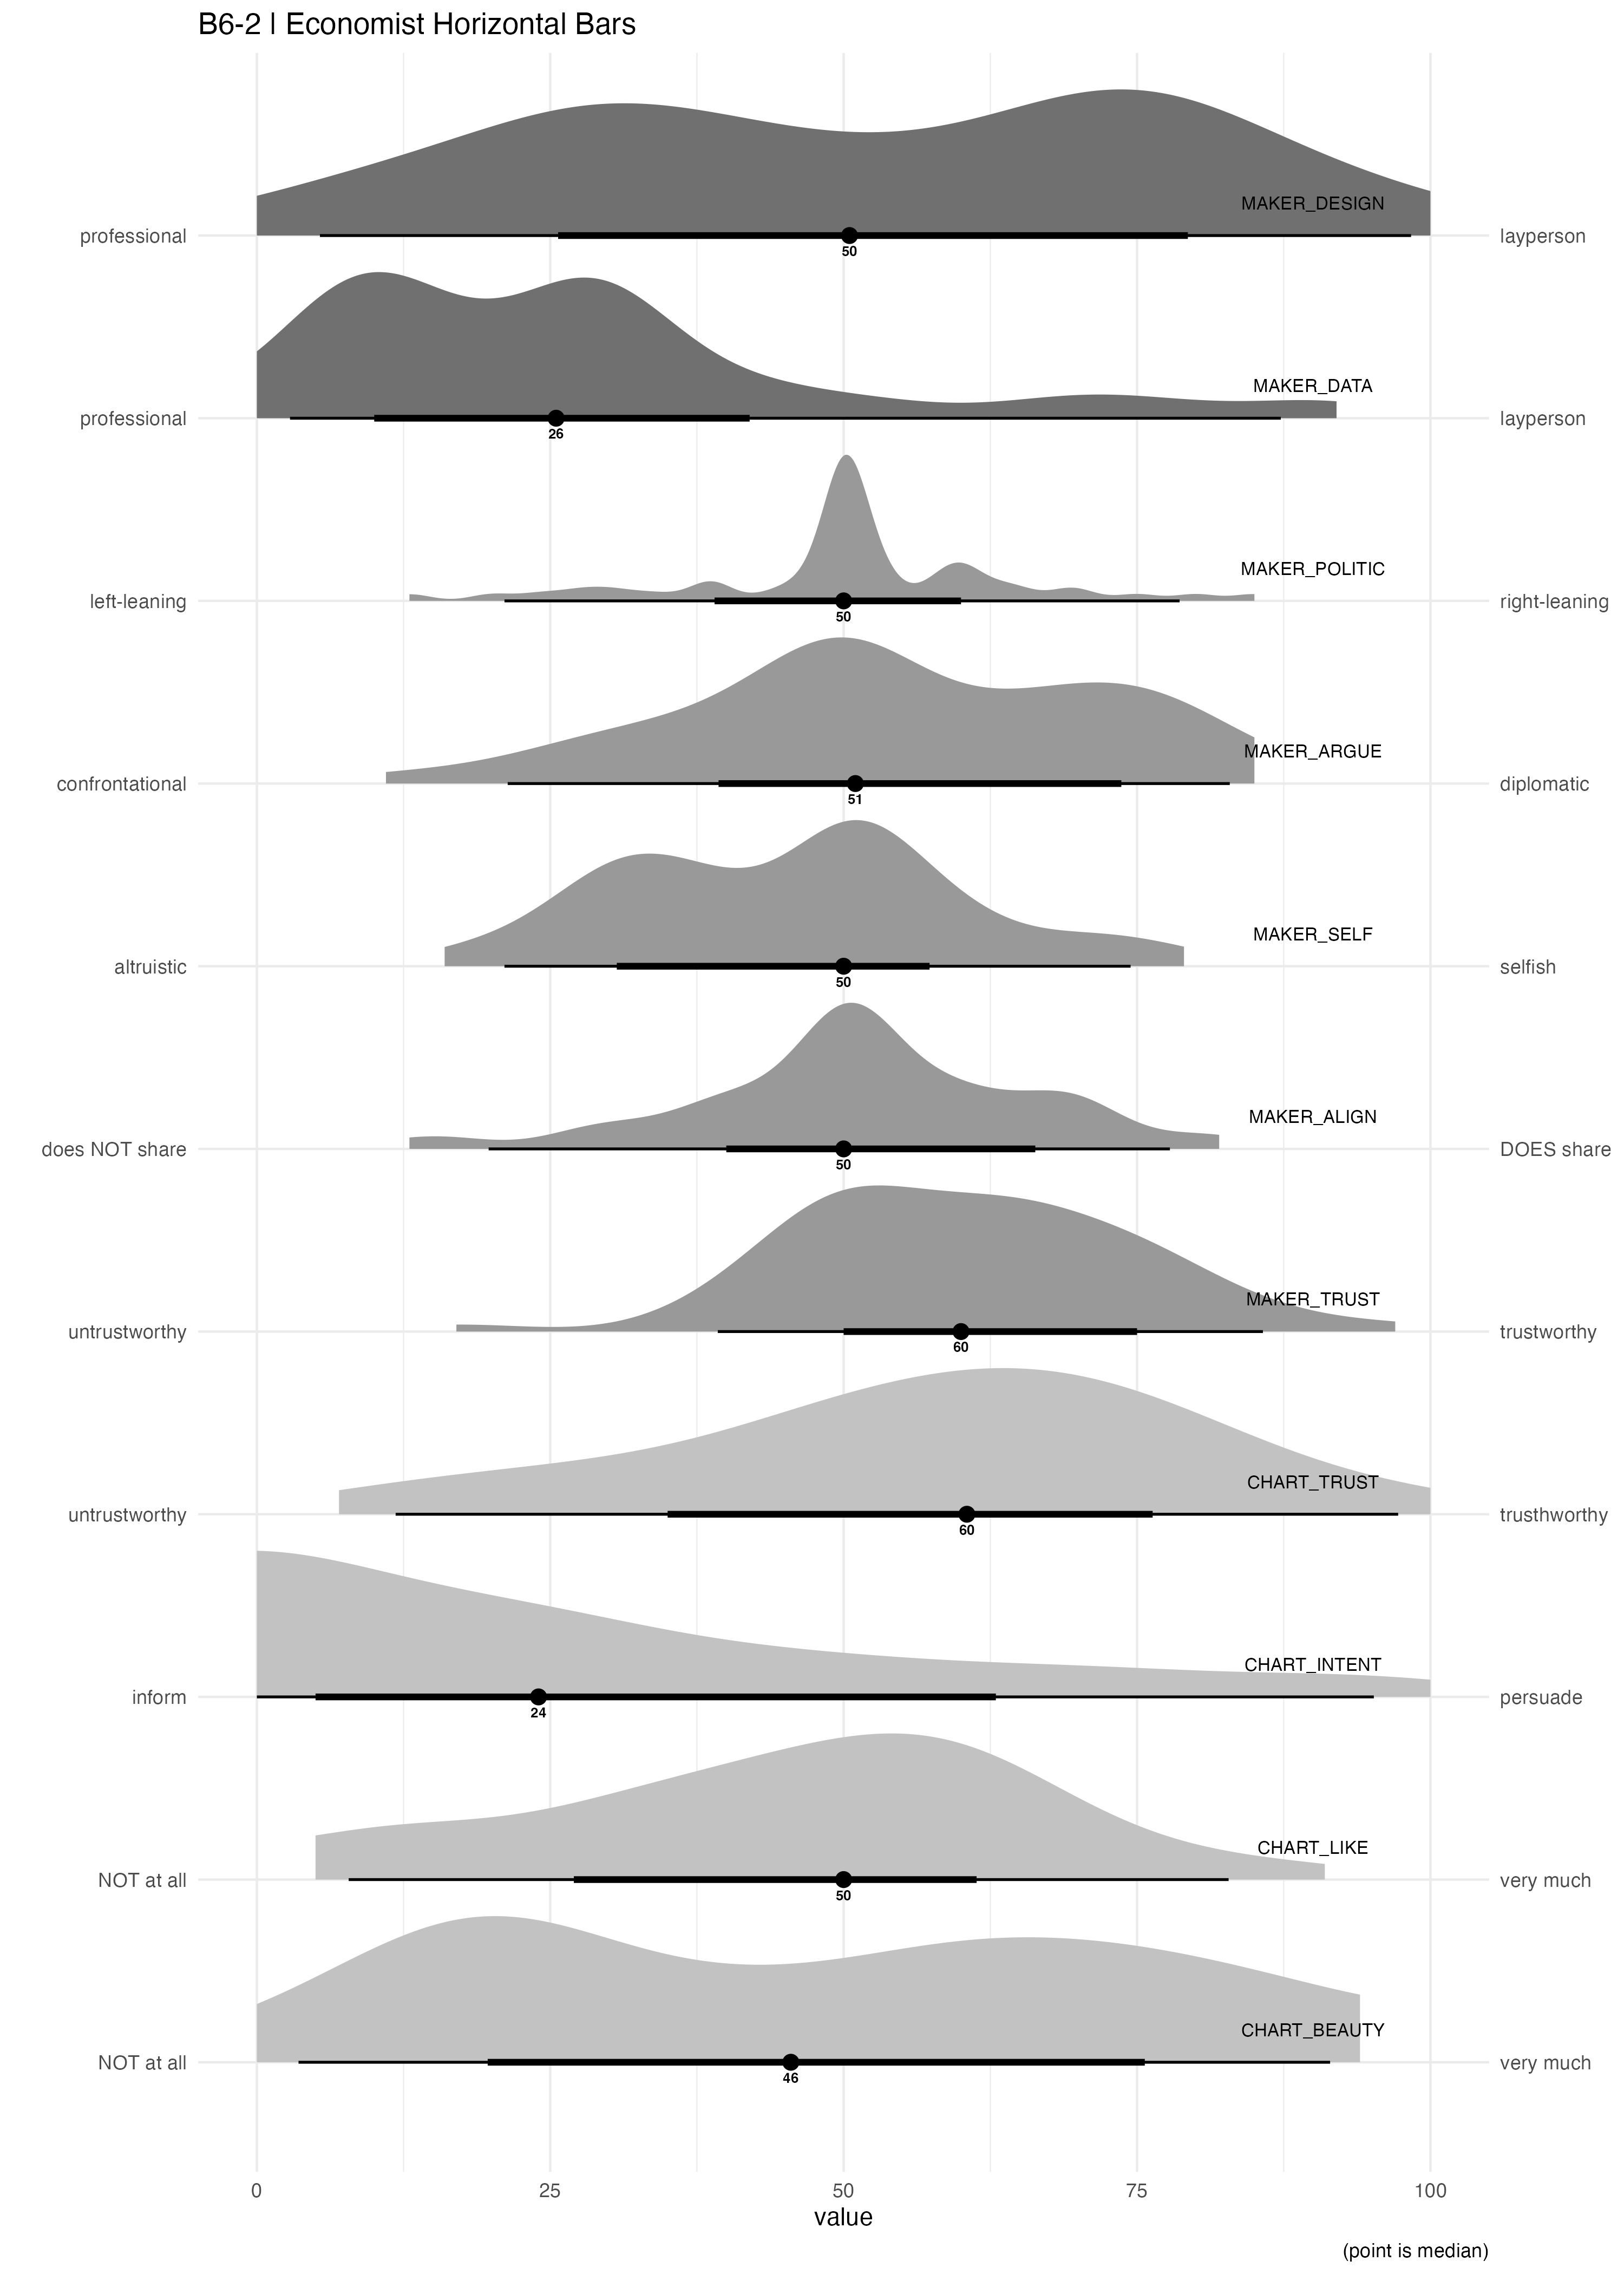 B6-2 | Economist Horizontal Bars
MAKER_DESIGN
professional
layperson
50
MAKER_DATA
professional
layperson
26
MAKER_POLITIC
left-leaning
right-leaning
50
MAKER_ARGUE
confrontational
diplomatic
51
MAKER_SELF
altruistic
selfish
50
MAKER_ALIGN
does NOT share
DOES share
50
MAKER_TRUST
untrustworthy
trustworthy
60
CHART_TRUST
untrustworthy
trusthworthy
60
CHART_INTENT
inform
persuade
24
CHART_LIKE
NOT at all
very much
50
CHART_BEAUTY
NOT at all
very much
46
0 25 50 75 100
value
(point is median)